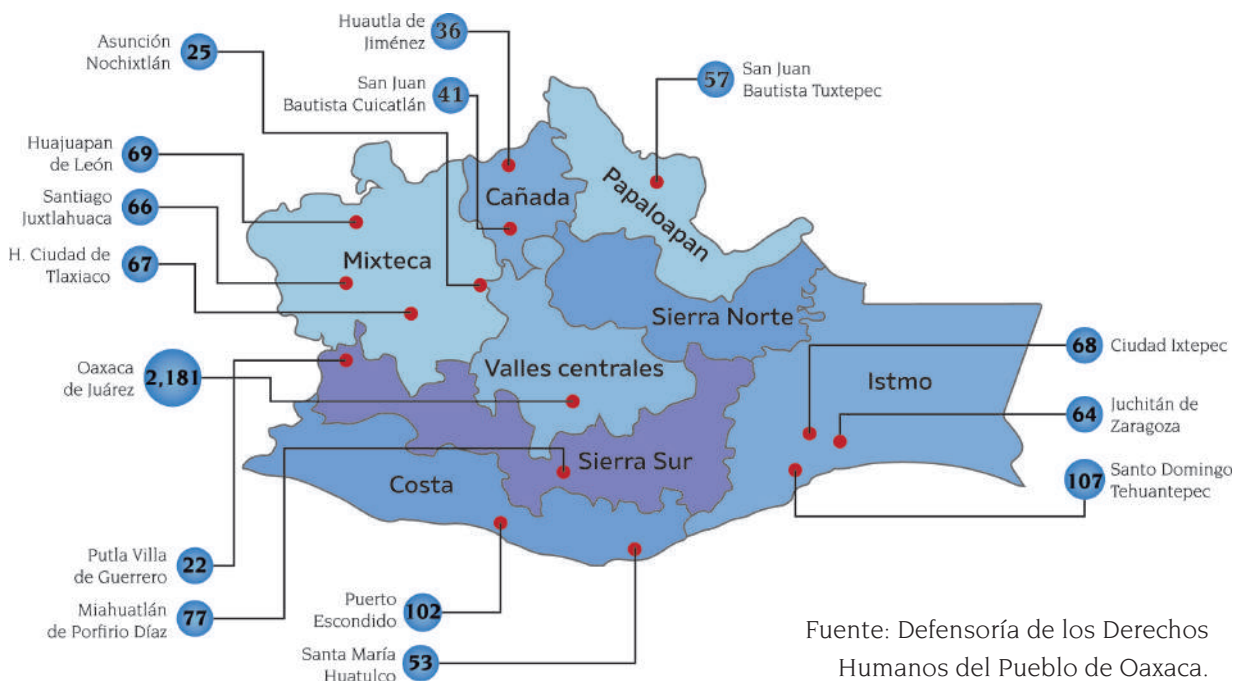 Huautla de
Jiménez
36
Asunción
Nochixtlán
25
San Juan
Bautista Cuicatlán
41
57
San Juan
Bautista Tuxtepec
Huajuapan
de León
69
Santiago
Juxtlahuaca
66
H. Ciudad de
Tlaxiaco
67
Cañada
Papaloapan
Mixteca
Sierra Norte
Oaxaca
de Juárez
2,181
Valles centrales
Istmo
68
Ciudad Ixtepec
64
Juchitán de
Zaragoza
107
Santo Domingo
Tehuantepec
Sierra Sur
Costa
Putla Villa
de Guerrero
22
Miahuatlán
de Porfirio Díaz
77
Puerto
Escondido
102
Santa María
Huatulco
53
Fuente: Defensoría de los Derechos
Humanos del Pueblo de Oaxaca.